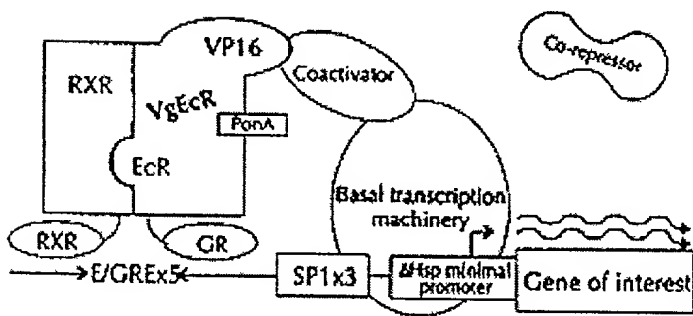 VP16
Co-repressor
RXR
Coactivator
VgEcR
PonA
EcR
Basal transcription
machinery
RXR
GR
E/GREx5
SP1x3
ΔHsp minimal
promoter
Gene of interest